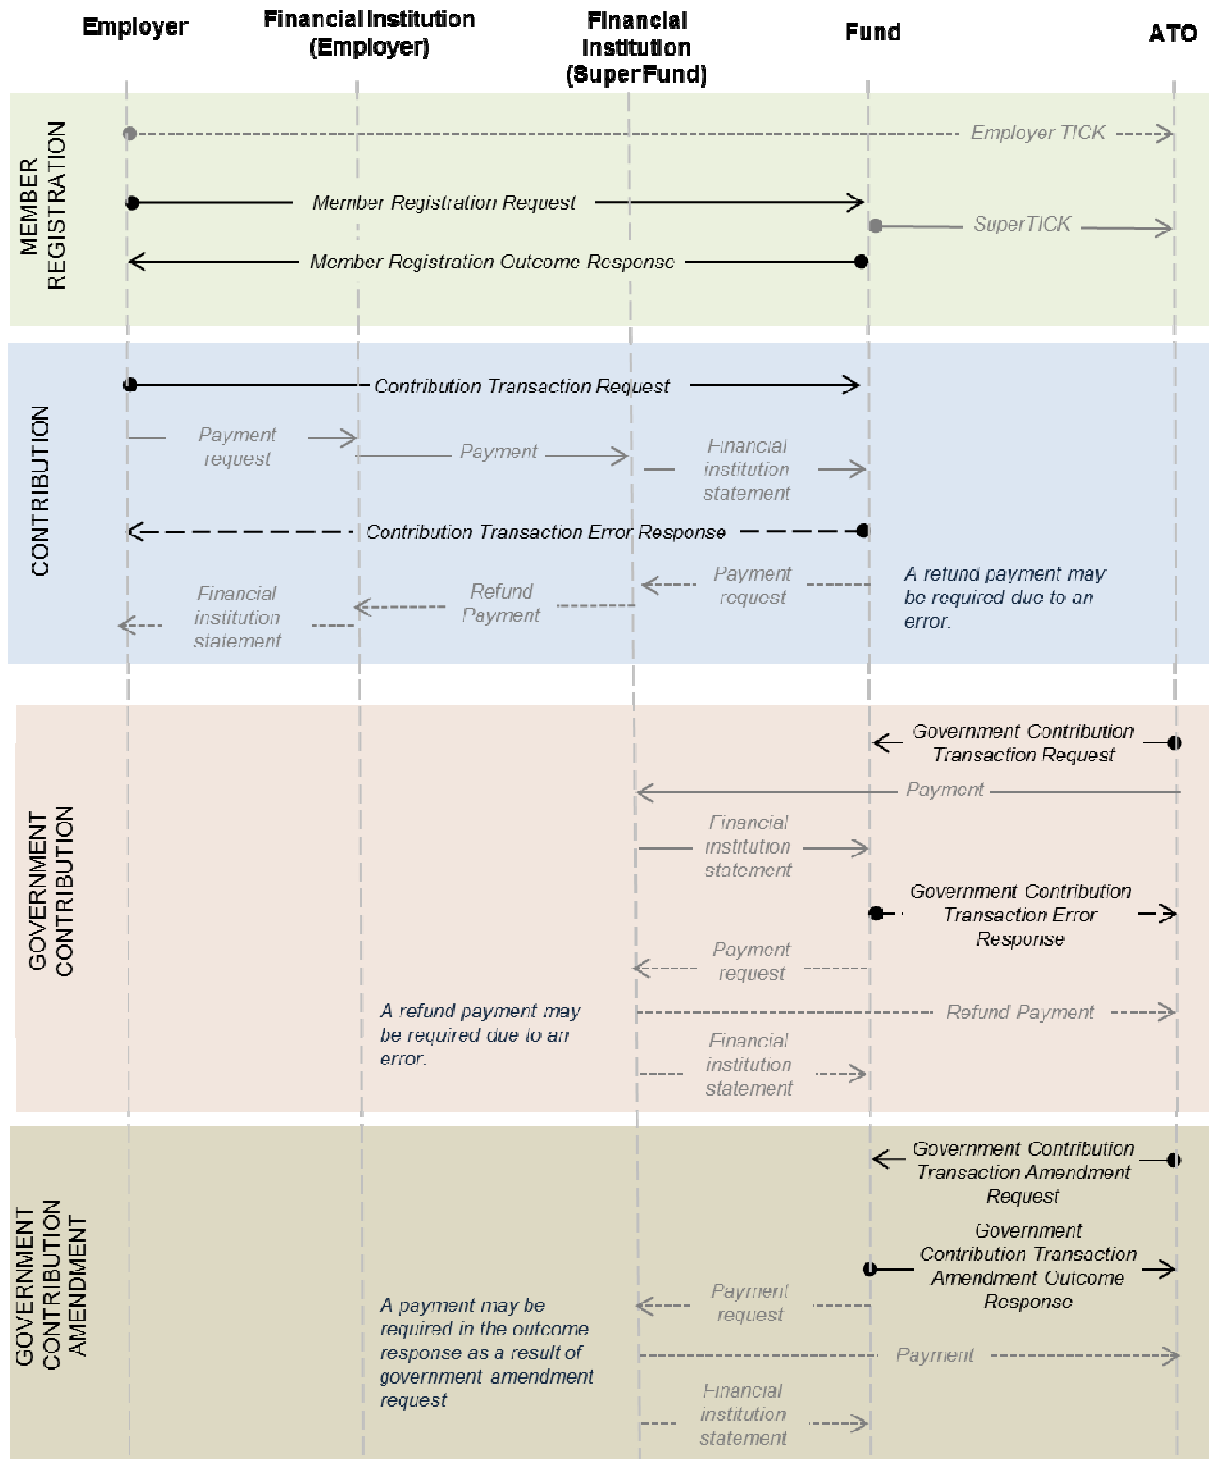 Employer
Financial Institution
(Employer)
Financial
Institution
(Super Fund)
Fund
ATO
MEMBER
REGISTRATION
Employer TICK
Member Registration Request
SuperTICK
Member Registration Outcome Response
CONTRIBUTION
Contribution Transaction Request
Payment
request
Payment
Financial
institution
statement
Contribution Transaction Error Response
Payment
request
A refund payment may
be required due to an
error.
Refund
Payment
Financial
institution
statement
GOVERNMENT
CONTRIBUTION
Government Contribution
Transaction Request
Payment
Financial
institution
statement
Government Contribution
Transaction Error
Response
Payment
request
A refund payment may
be required due to an
error.
Refund Payment
Financial
institution
statement
GOVERNMENT
CONTRIBUTION
AMENDMENT
Government Contribution
Transaction Amendment
Request
Government
Contribution Transaction
Amendment Outcome
Response
Payment
request
A payment may be
required in the outcome
response as a result of
government amendment
request
Payment
Financial
institution
statement